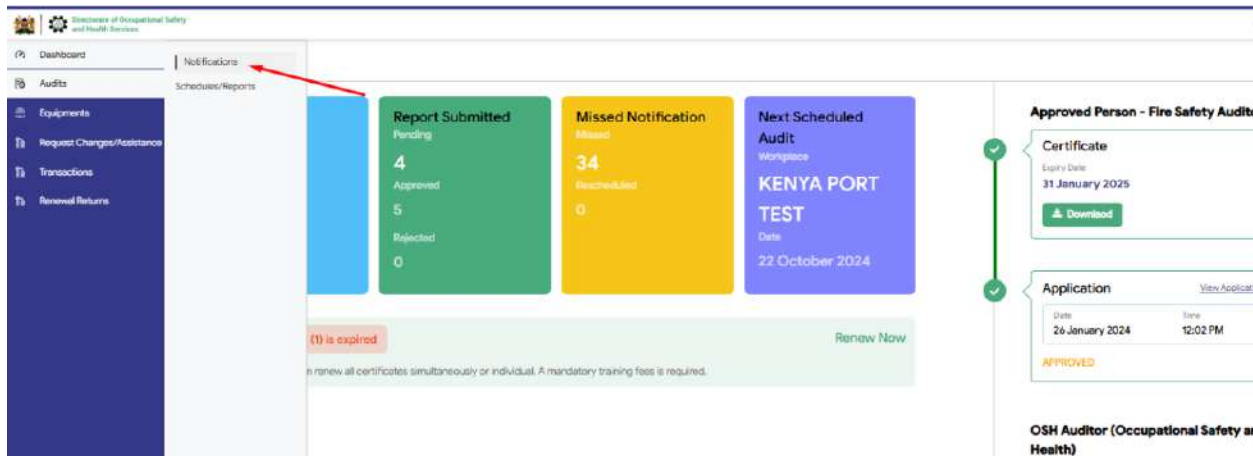 Directorate of Occupational Safety
and Health Services
Dashboard
Audits
Equipments
Request Changes/Assistance
Transactions
Renewal Returns
Notifications
Schedules/Reports
Report Submitted
Pending
4
Approved
5
Rejected
0
Missed Notification
Missed
34
Rescheduled
0
Next Scheduled
Audit
Workplace
KENYA PORT
TEST
Date
22 October 2024
(1) is expired
Renew Now
n renew all certificates simultaneously or individual. A mandatory training fees is required.
Approved Person - Fire Safety Audito
Certificate
Expiry Date
31 January 2025
Download
Application
View Applicati
Date
Time
26 January 2024
12:02 PM
APPROVED
OSH Auditor (Occupational Safety an
Health)